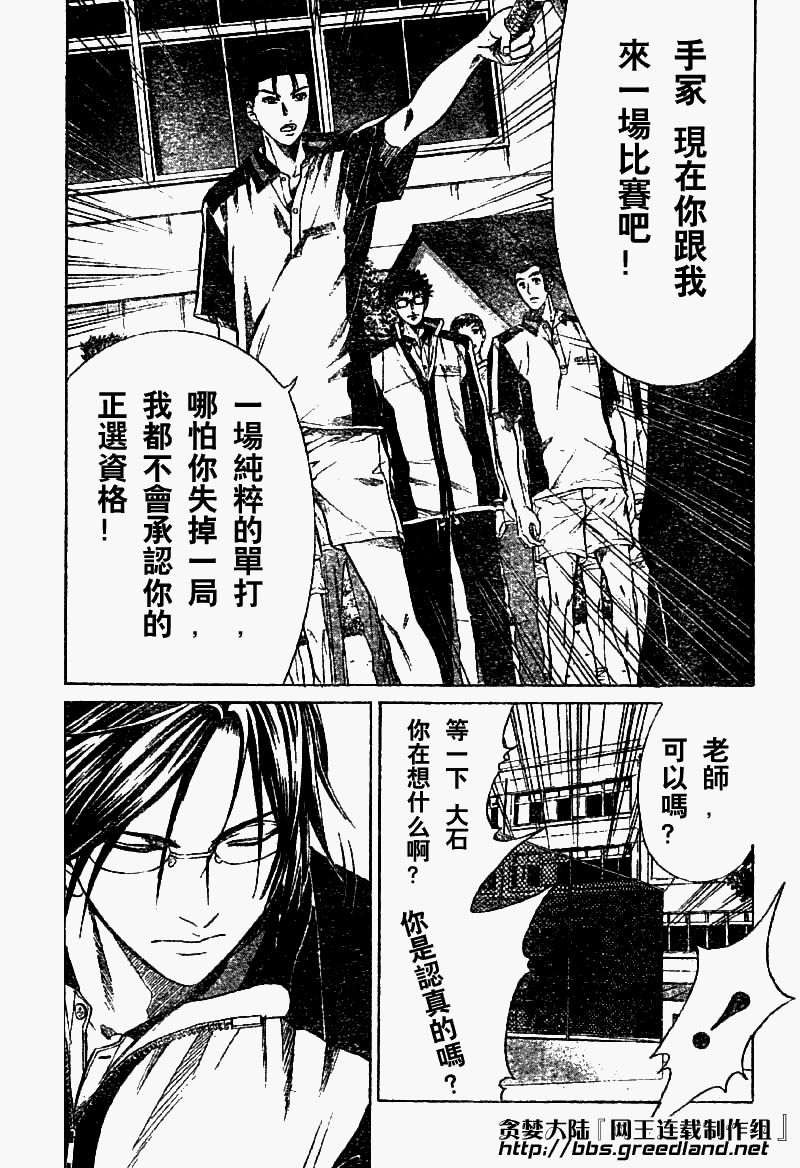 手冢 現在你跟我
來一場比賽吧！
一場純粹的單打，
哪怕你失掉一局，
我都不會承認你的
正選資格！
老師，
可以嗎？
等一下 大石
你在想什么啊？
你是認真的嗎？
！
贪婪大陆『网王连载制作组』
http://bbs.greedland.net